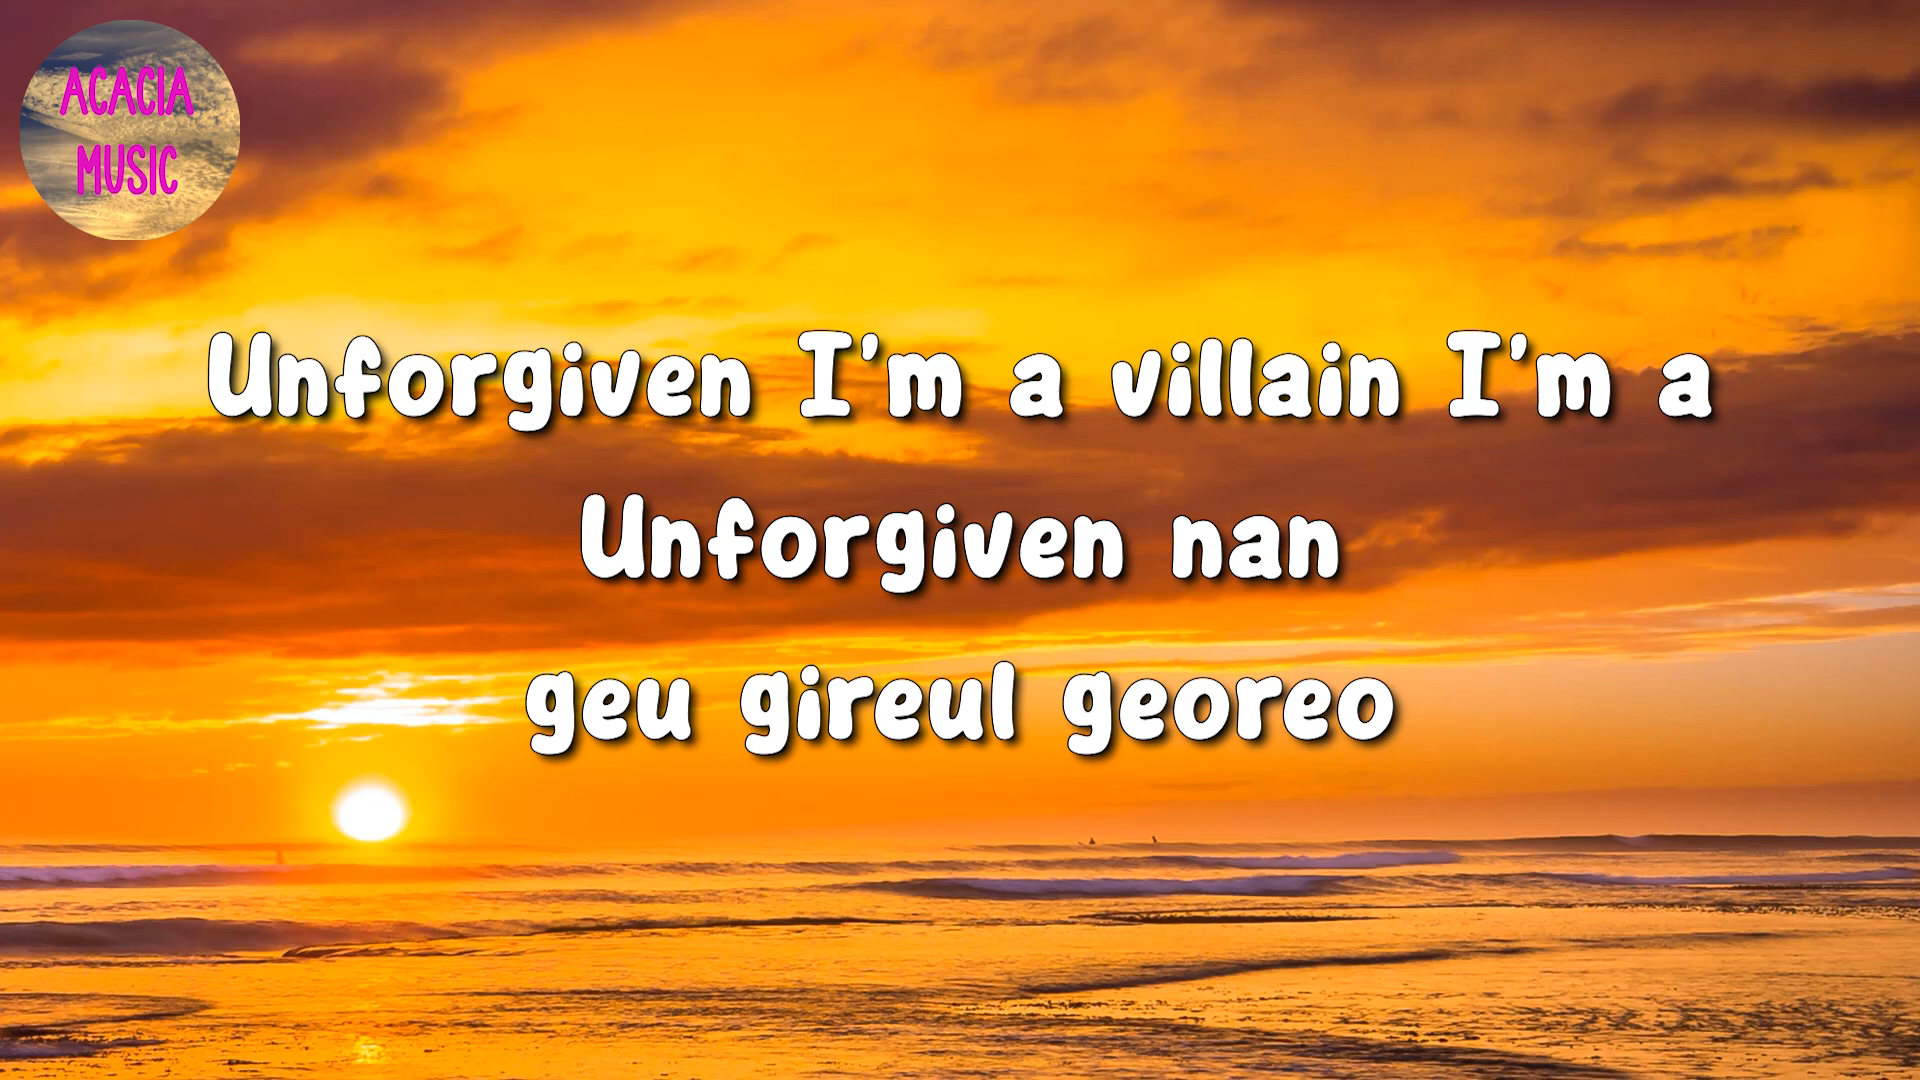 ACACIA
MUSIC
Unforgiven I'm a villain I'm a
Unforgiven nan
geu gireul georeo